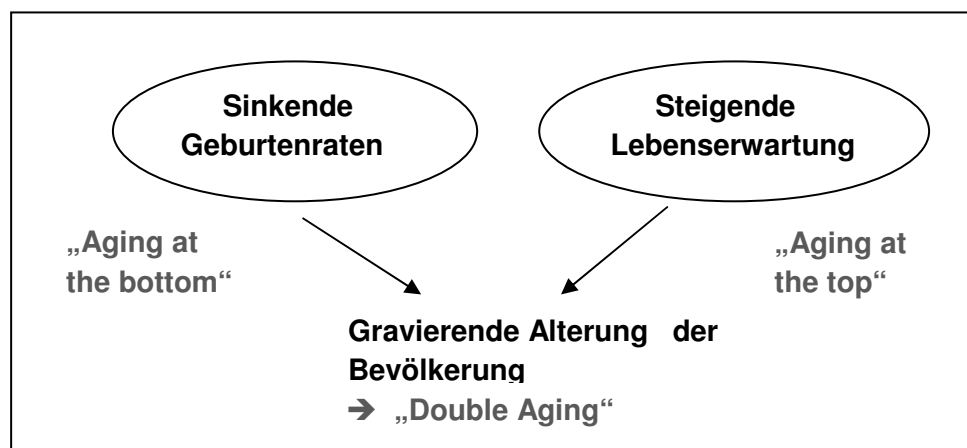 Sinkende
Geburtenraten
Steigende
Lebenserwartung
„Aging at
the bottom“
„Aging at
the top“
Gravierende Alterung der
Bevölkerung
➔ „Double Aging“